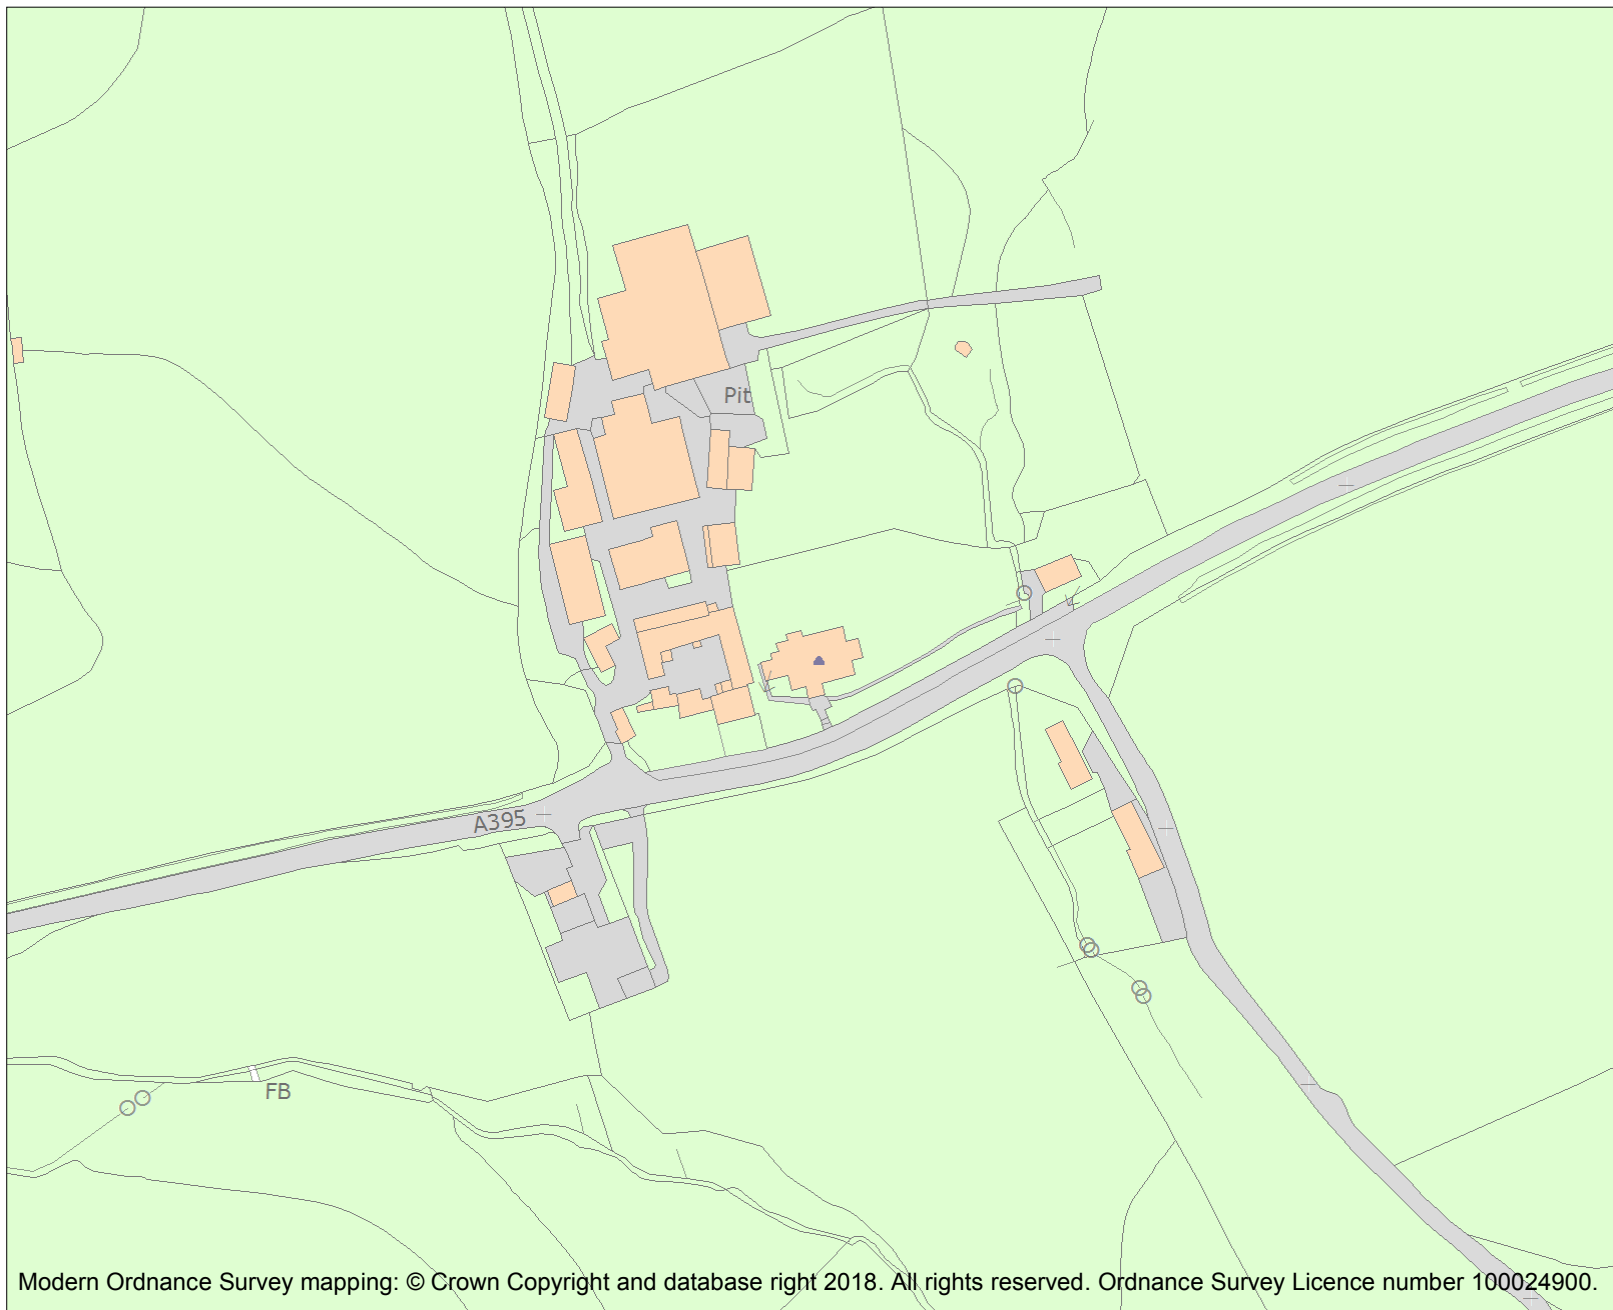 Pit
A395
FB
Modern Ordnance Survey mapping: © Crown Copyright and database right 2018. All rights reserved. Ordnance Survey Licence number 100024900.